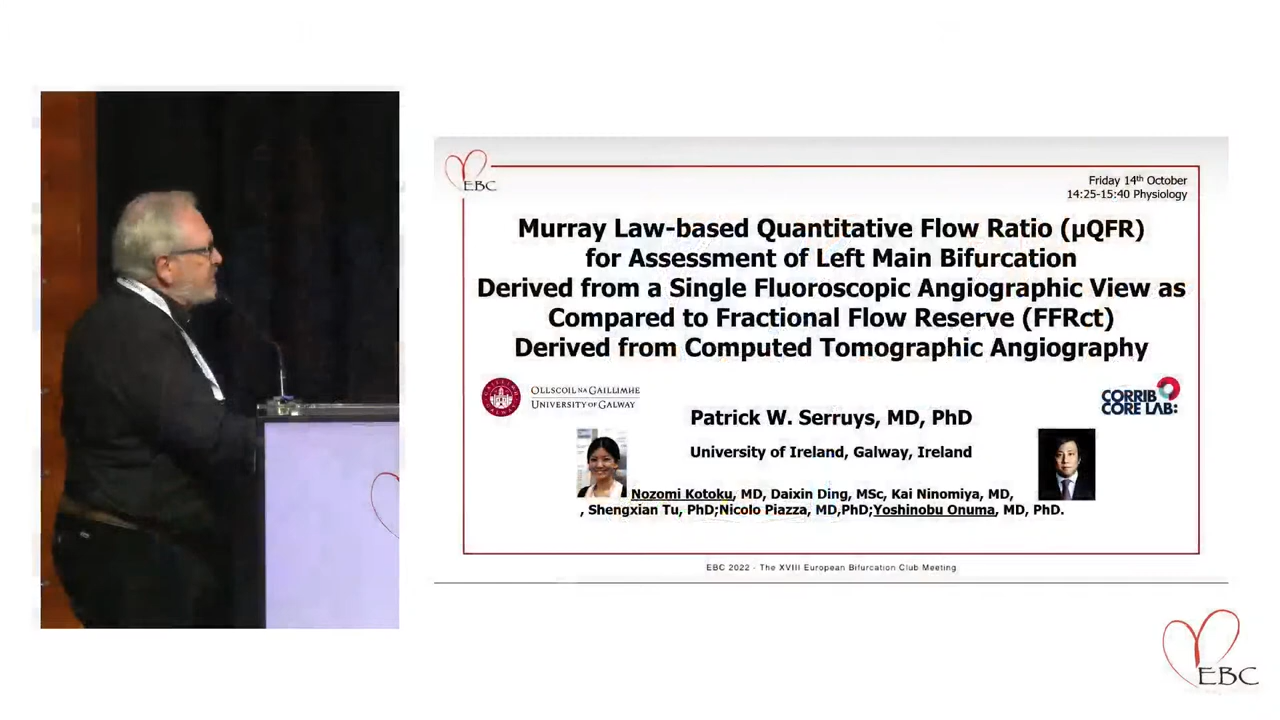 EBC
Friday 14th October
14:25-15:40 Physiology
Murray Law-based Quantitative Flow Ratio (µQFR)
for Assessment of Left Main Bifurcation
Derived from a Single Fluoroscopic Angiographic View as
Compared to Fractional Flow Reserve (FFRct)
Derived from Computed Tomographic Angiography
OLLSCOIL NA GAILLIMHE
UNIVERSITY OF GALWAY
CORRIB
CORE LAB:
Patrick W. Serruys, MD, PhD
University of Ireland, Galway, Ireland
Nozomi Kotoku, MD, Daixin Ding, MSc, Kai Ninomiya, MD,
, Shengxian Tu, PhD;Nicolo Piazza, MD,PhD;Yoshinobu Onuma, MD, PhD.
EBC 2022 - The XVIII European Bifurcation Club Meeting
EBC